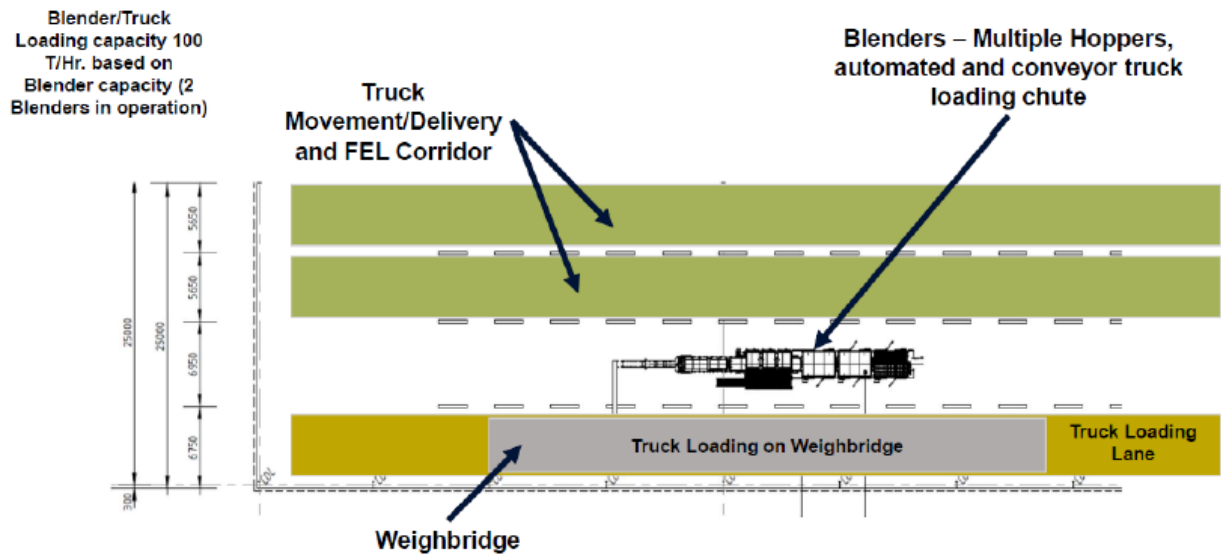 Blender/Truck
Loading capacity 100
T/Hr. based on
Blender capacity (2
Blenders in operation)
Truck
Movement/Delivery
and FEL Corridor
Blenders – Multiple Hoppers,
automated and conveyor truck
loading chute
25000
25000
5650
5650
6950
6750
300
Truck Loading on Weighbridge
Truck Loading
Lane
Weighbridge